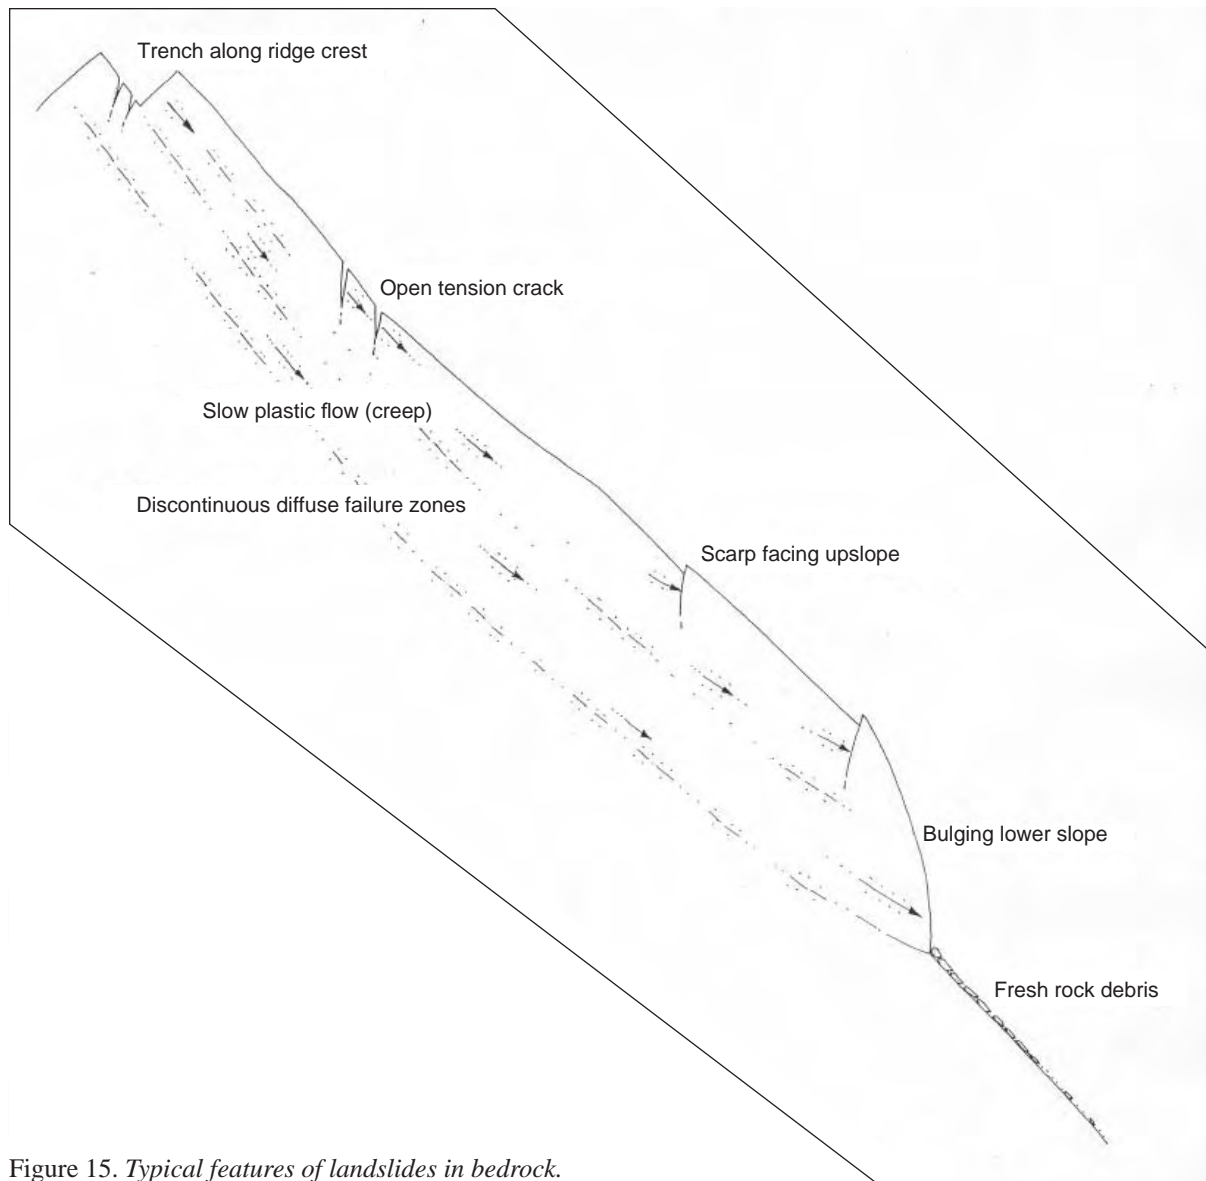 Trench along ridge crest
Open tension crack
Slow plastic flow (creep)
Discontinuous diffuse failure zones
Scarp facing upslope
Bulging lower slope
Fresh rock debris
Figure 15. Typical features of landslides in bedrock.